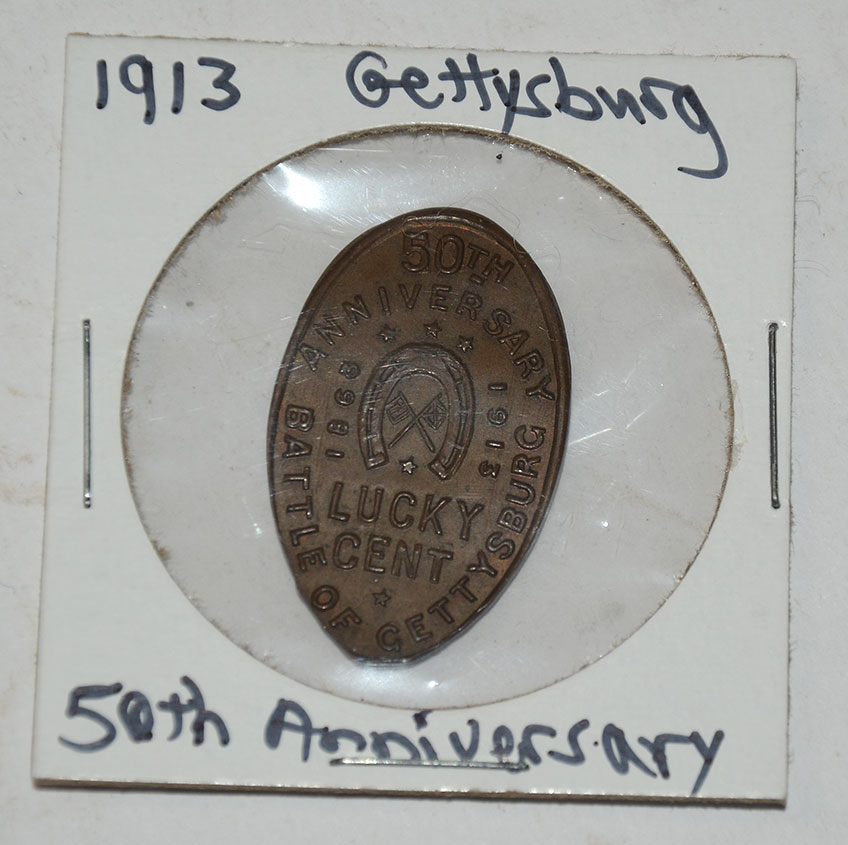 1913 Gettysburg
50TH
ANNIVERSARY
1863
1913
LUCKY
CENT
BATTLE OF GETTYSBURG
50th Anniversary